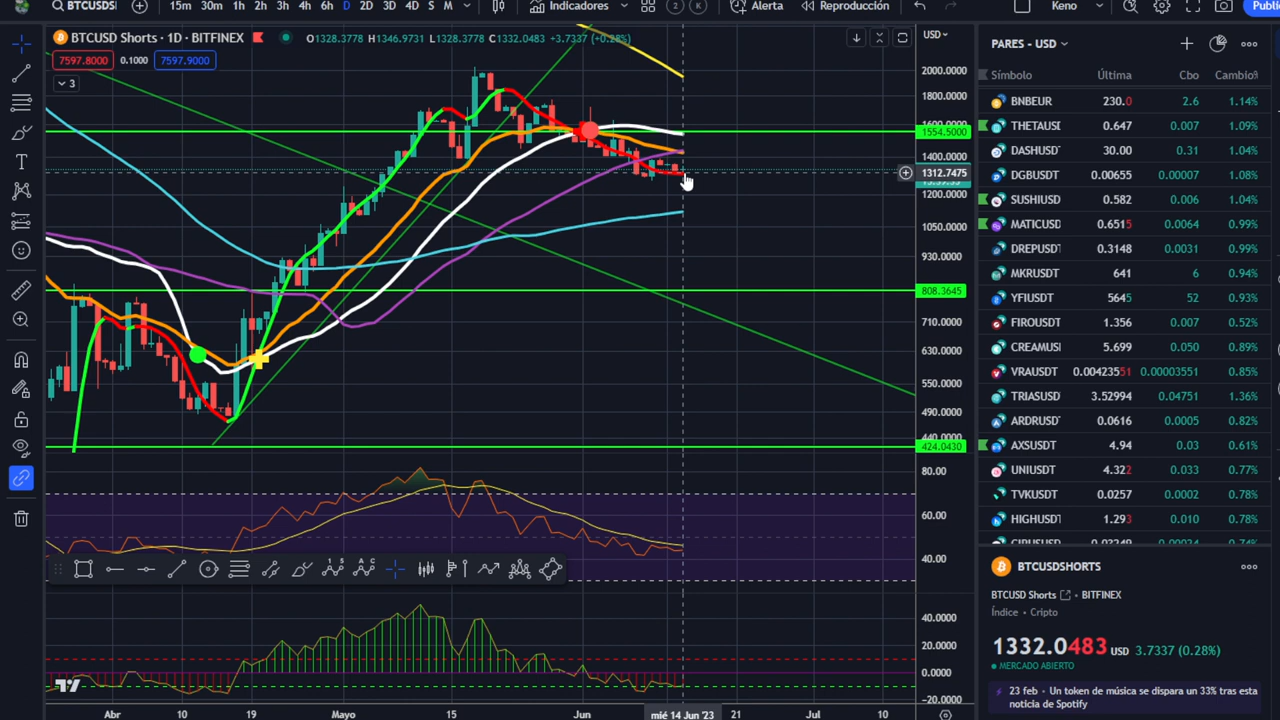 BTCUSDS
15m 30m 1h 2h 3h 4h 6h D 2D 3D 4D S M
Indicadores
Alerta
Reproducción
Keno
Publi
BTCUSD Shorts · 1D · BITFINEX
O1328.3778 H1346.9731 L1328.3778 C1332.0483 +3.7337 (+0.28%)
7597.8000 0.1000 7597.9000
3
USD
2000.0000
1800.0000
1554.5000
1400.0000
1312.7475
1200.0000
1050.0000
930.0000
808.3645
710.0000
630.0000
550.0000
490.0000
440.0000
424.0430
80.00
60.00
40.00
40.0000
20.0000
0.0000
-20.0000
Abr 10 19 Mayo 15 Jun mié 14 Jun '23 21 Jul 10
PARES - USD
Símbolo Última Cbo Cambio%
BNBEUR 230.0 2.6 1.14%
THETAUSI 0.647 0.007 1.09%
DASHUSD 30.00 0.31 1.04%
DGBUSDT 0.00655 0.00007 1.08%
SUSHIUSD 0.582 0.006 1.04%
MATICUSD 0.6515 0.0064 0.99%
DREPUSDT 0.3148 0.0031 0.99%
MKRUSDT 641 6 0.94%
YFIUSDT 5645 52 0.93%
FIROUSDT 1.356 0.007 0.52%
CREAMUSI 5.699 0.050 0.89%
VRAUSDT 0.00423551 0.00003551 0.85%
TRIASUSD 3.52994 0.04751 1.36%
ARDRUSDT 0.0616 0.0005 0.82%
AXSUSDT 4.94 0.03 0.61%
UNIUSDT 4.322 0.033 0.77%
TVKUSDT 0.0257 0.0002 0.78%
HIGHUSDT 1.293 0.010 0.78%
BTCUSDSHORTS
BTCUSD Shorts BITFINEX
Índice · Cripto
1332.0483 USD 3.7337 (0.28%)
MERCADO ABIERTO
23 feb · Un token de música se dispara un 33% tras esta
noticia de Spotify